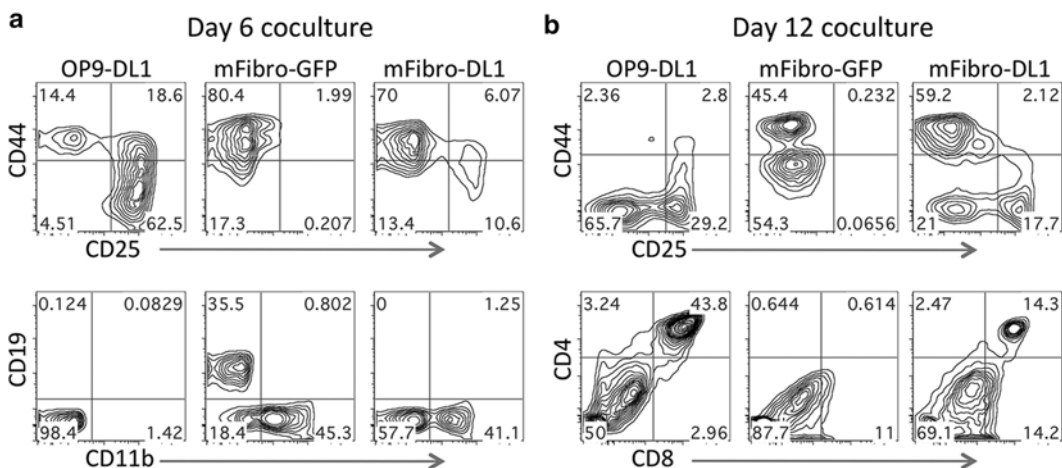 a
Day 6 coculture
OP9-DL1 mFibro-GFP mFibro-DL1
CD44
14.4 18.6
4.51 62.5
80.4 1.99
17.3 0.207
70 6.07
13.4 10.6
CD25
CD19
0.124 0.0829
98.4 1.42
35.5 0.802
18.4 45.3
0 1.25
57.7 41.1
CD11b
b
Day 12 coculture
OP9-DL1 mFibro-GFP mFibro-DL1
CD44
2.36 2.8
65.7 29.2
45.4 0.232
54.3 0.0656
59.2 2.12
21 17.7
CD25
CD4
3.24 43.8
50 2.96
0.644 0.614
87.7 11
2.47 14.3
69.1 14.2
CD8